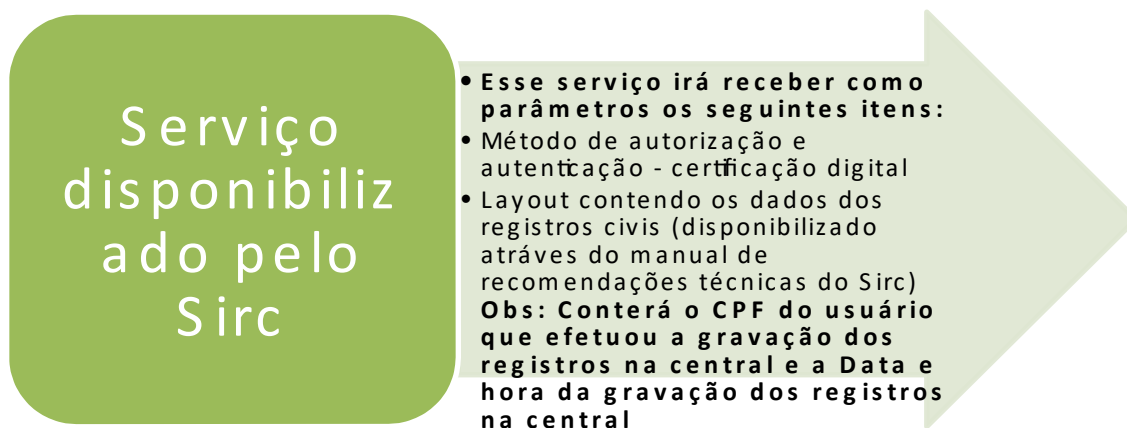 Serviço
disponibiliz
ado pelo
Sirc
• Esse serviço irá receber como
parâmetros os seguintes itens:
• Método de autorização e
autenticação - certificação digital
• Layout contendo os dados dos
registros civis (disponibilizado
atráves do manual de
recomendações técnicas do Sirc)
Obs: Conterá o CPF do usuário
que efetuou a gravação dos
registros na central e a Data e
hora da gravação dos registros
na central